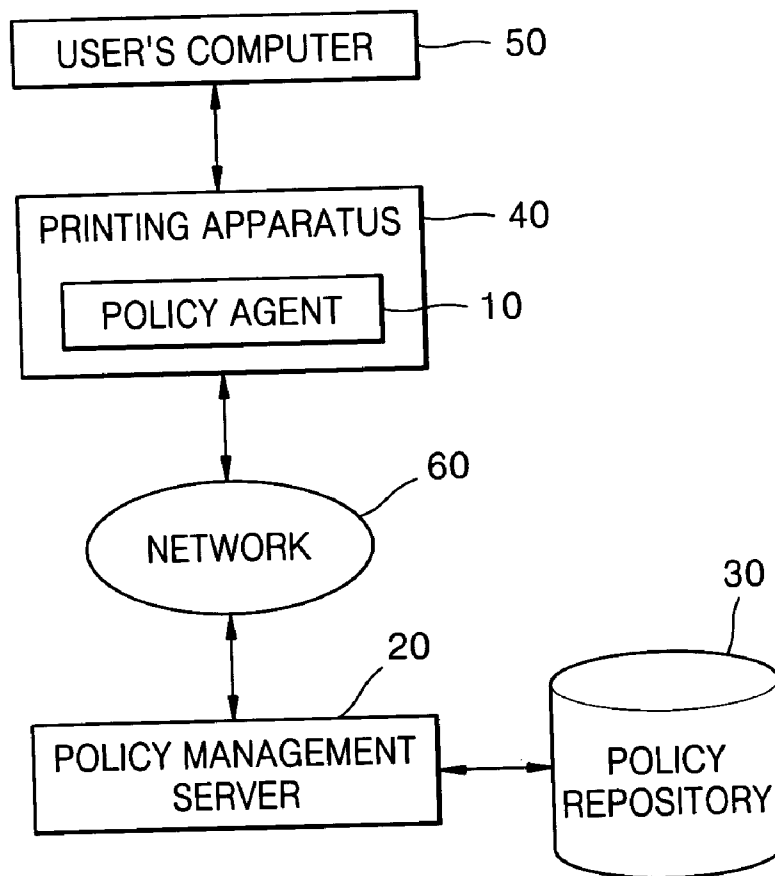 USER'S COMPUTER
50
PRINTING APPARATUS
40
POLICY AGENT
10
60
NETWORK
30
20
POLICY MANAGEMENT
SERVER
POLICY
REPOSITORY